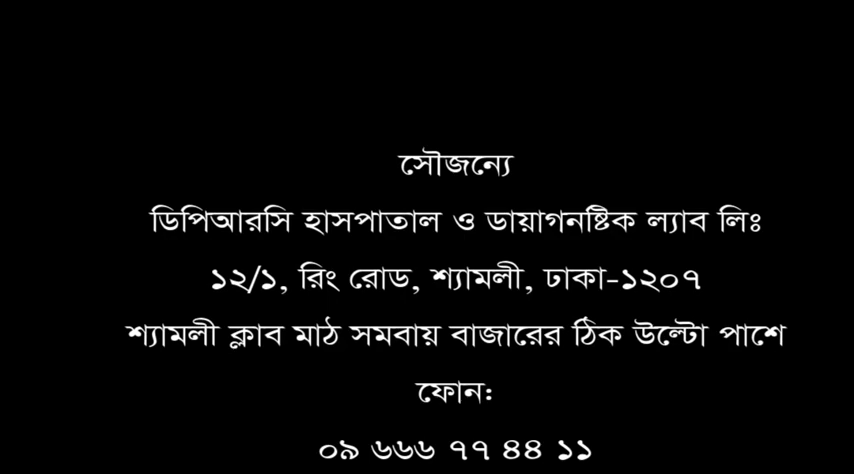 সৌজন্যে
ডিপিআরসি হাসপাতাল ও ডায়াগনষ্টিক ল্যাব লিঃ
১২/১, রিং রোড, শ্যামলী, ঢাকা-১২০৭
শ্যামলী ক্লাব মাঠ সমবায় বাজারের ঠিক উল্টো পাশে
ফোন:
০৯ ৬৬৬ ৭৭ ৪৪ ১১